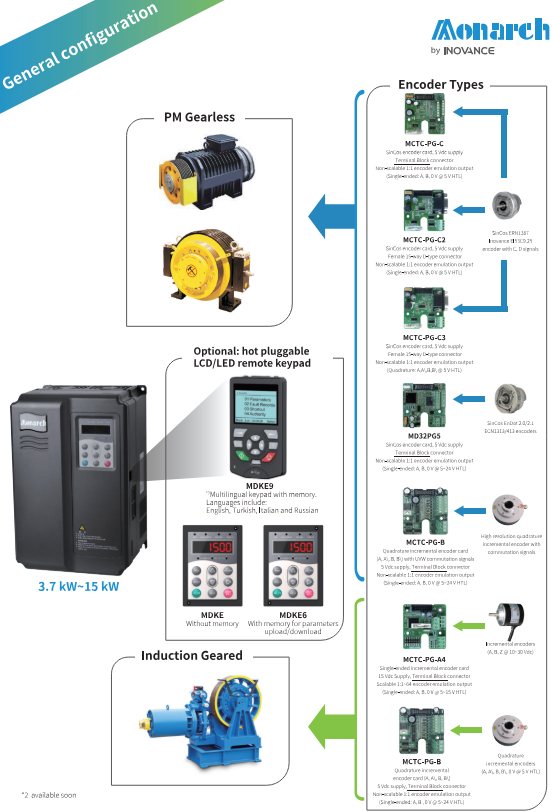 General configuration
Monarch
by INOVANCE
Encoder Types
MCTC-PG-C
SinCos encoder card, 5 Vdc supply
Terminal Block connector
Non-scalable 1:1 encoder emulation output
(Single-ended: A, B, 0 V @ 5 V HTL)
SinCos ERN1387
encoder with C, D signals
MCTC-PG-C2
SinCos encoder card, 5 Vdc supply
Female 15-way D-type connector
Non-scalable 1:1 encoder emulation output
(Single-ended: A, B, 0 V @ 5 V HTL)
MCTC-PG-C3
SinCos encoder card, 5 Vdc supply
Female 15-way D-type connector
Non-scalable 1:1 encoder emulation output
(Quadrature: A,A\,B,B\, @ 5 V HTL)
MD32PG5
SinCos encoder card, 5 Vdc supply
Terminal Block connector
Non-scalable 1:1 encoder emulation output
(Single-ended: A, B, 0 V @ 5~24 V HTL)
SinCos EnDat 2.0/2.1
ECN1313/413 encoders
MCTC-PG-B
Quadrature incremental encoder card
(A, A\, B, B\) with UVW commutation signals
5 Vdc supply, Terminal Block connector
Non-scalable 1:1 encoder emulation output
(Single-ended: A, B, 0 V @ 5~24 V HTL)
High resolution quadrature
incremental encoder with
commutation signals
MCTC-PG-A4
Single-ended incremental encoder card
15 Vdc Supply, Terminal Block connector
Scalable 1:1~64 encoder emulation output
(Single-ended: A, B, 0 V @ 5~15 V HTL)
Incremental encoders
(A, B, Z @ 10~30 Vdc)
MCTC-PG-B
Quadrature incremental
encoder card (A, A\, B, B\)
5 Vdc supply, Terminal Block connector
Non-scalable 1:1 encoder emulation output
(Single-ended: A, B, 0 V @ 5~24 V HTL)
Quadrature
incremental encoders
(A, A\, B, B\, 0 V @ 5 V HTL)
PM Gearless
Optional: hot pluggable
LCD/LED remote keypad
01 Parameters
02 Fault Records
03 Shortcut
04 Authority
MDKE9
*²Multilingual keypad with memory.
Languages include:
English, Turkish, Italian and Russian
1500
1500
MDKE
Without memory
MDKE6
With memory for parameters
upload/download
Monarch
3.7 kW~15 kW
Induction Geared
*2 available soon